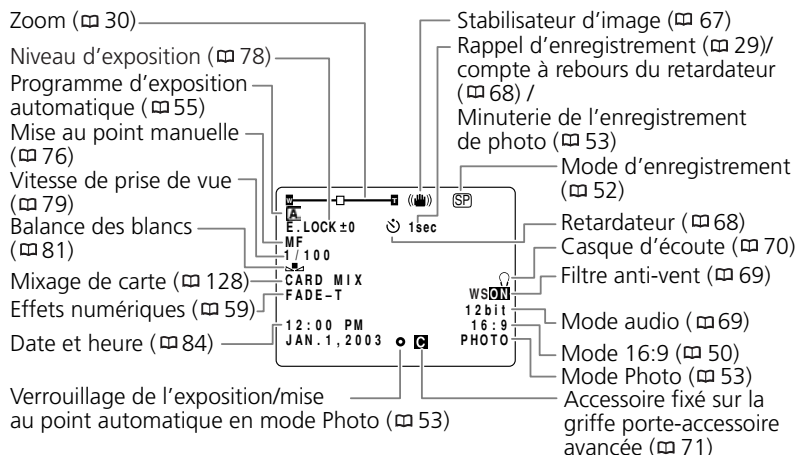 Zoom (📖 30)
Niveau d'exposition (📖 78)
Programme d'exposition
automatique (📖 55)
Mise au point manuelle
(📖 76)
Vitesse de prise de vue
(📖 79)
Balance des blancs
(📖 81)
Mixage de carte (📖 128)
Effets numériques (📖 59)
Date et heure (📖 84)
Verrouillage de l'exposition/mise
au point automatique en mode Photo (📖 53)
W T
A
E.LOCK±0
MF
1/100
CARD MIX
FADE-T
12:00 PM
JAN.1,2003
C
SP
1sec
WS ON
12bit
16:9
PHOTO
Stabilisateur d'image (📖 67)
Rappel d'enregistrement (📖 29)/
compte à rebours du retardateur
(📖 68) /
Minuterie de l'enregistrement
de photo (📖 53)
Mode d'enregistrement
(📖 52)
Retardateur (📖 68)
Casque d'écoute (📖 70)
Filtre anti-vent (📖 69)
Mode audio (📖 69)
Mode 16:9 (📖 50)
Mode Photo (📖 53)
Accessoire fixé sur la
griffe porte-accessoire
avancée (📖 71)